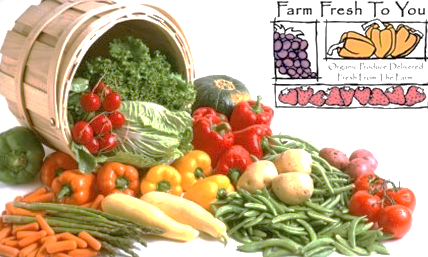 Farm Fresh To You
Organic Produce Delivered
Fresh From The Farm